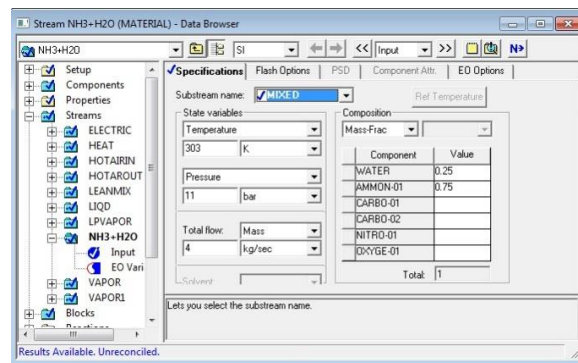 Stream NH3+H2O (MATERIAL) - Data Browser
NH3+H2O SI << Input >> N>
Setup
Components
Properties
Streams
ELECTRIC
HEAT
HOTAIRIN
HOTAROUT
LEANMIX
LIQD
LPVAPOR
NH3+H2O
Input
EO Vari
VAPOR
VAPOR1
Blocks
Reactions
Specifications Flash Options PSD Component Attr. EO Options
Substream name: MIXED Ref Temperature
State variables
Temperature
303 K
Pressure
11 bar
Total flow: Mass
4 kg/sec
Solvent
Composition
Mass-Frac
Component Value
WATER 0.25
AMMON-01 0.75
CARBO-01
CARBO-02
NITRO-01
OXYGE-01
Total: 1
Lets you select the substream name.
Results Available. Unreconciled.